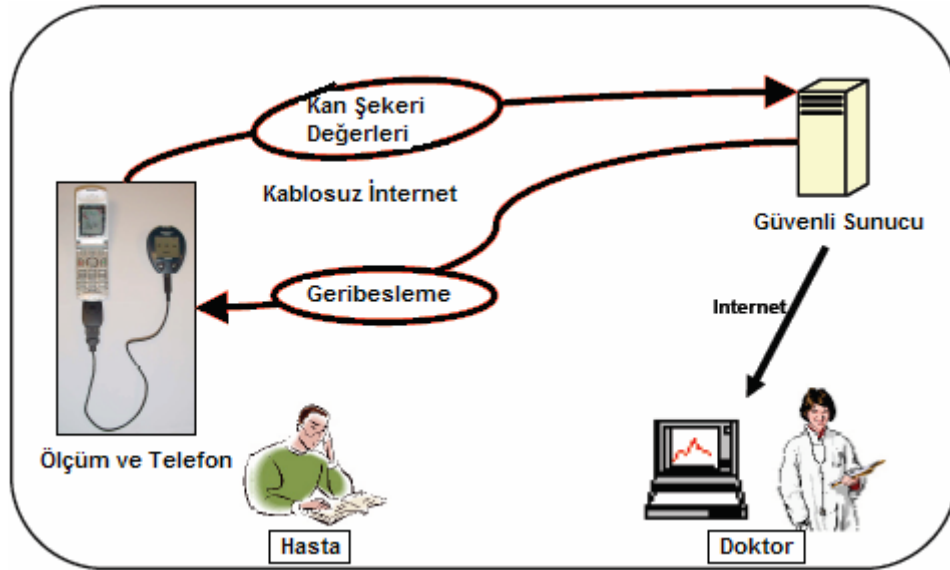 Kan Şekeri
Değerleri
Kablosuz İnternet
Güvenli Sunucu
Geribesleme
Internet
Ölçüm ve Telefon
Hasta
Doktor